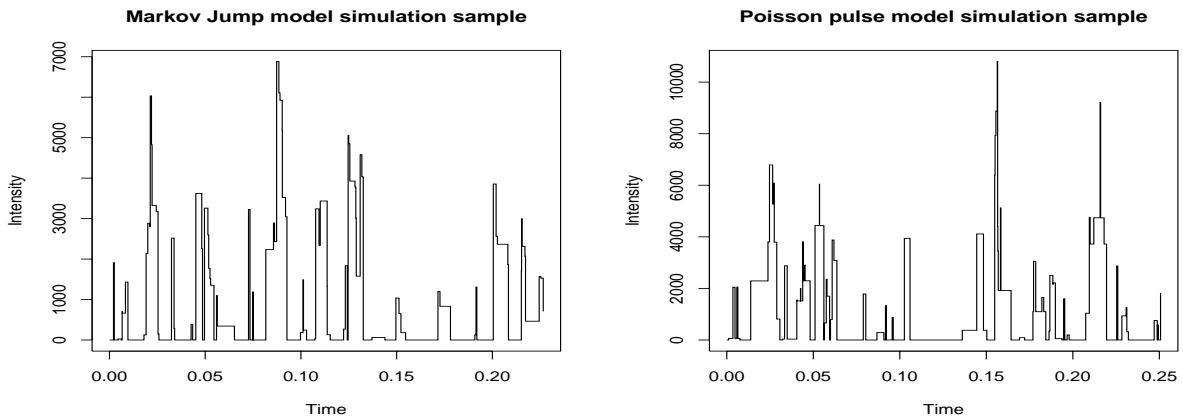 Markov Jump model simulation sample
7000
5000
3000
1000
0
Intensity
0.00 0.05 0.10 0.15 0.20
Time
Poisson pulse model simulation sample
10000
8000
6000
4000
2000
0
Intensity
0.00 0.05 0.10 0.15 0.20 0.25
Time